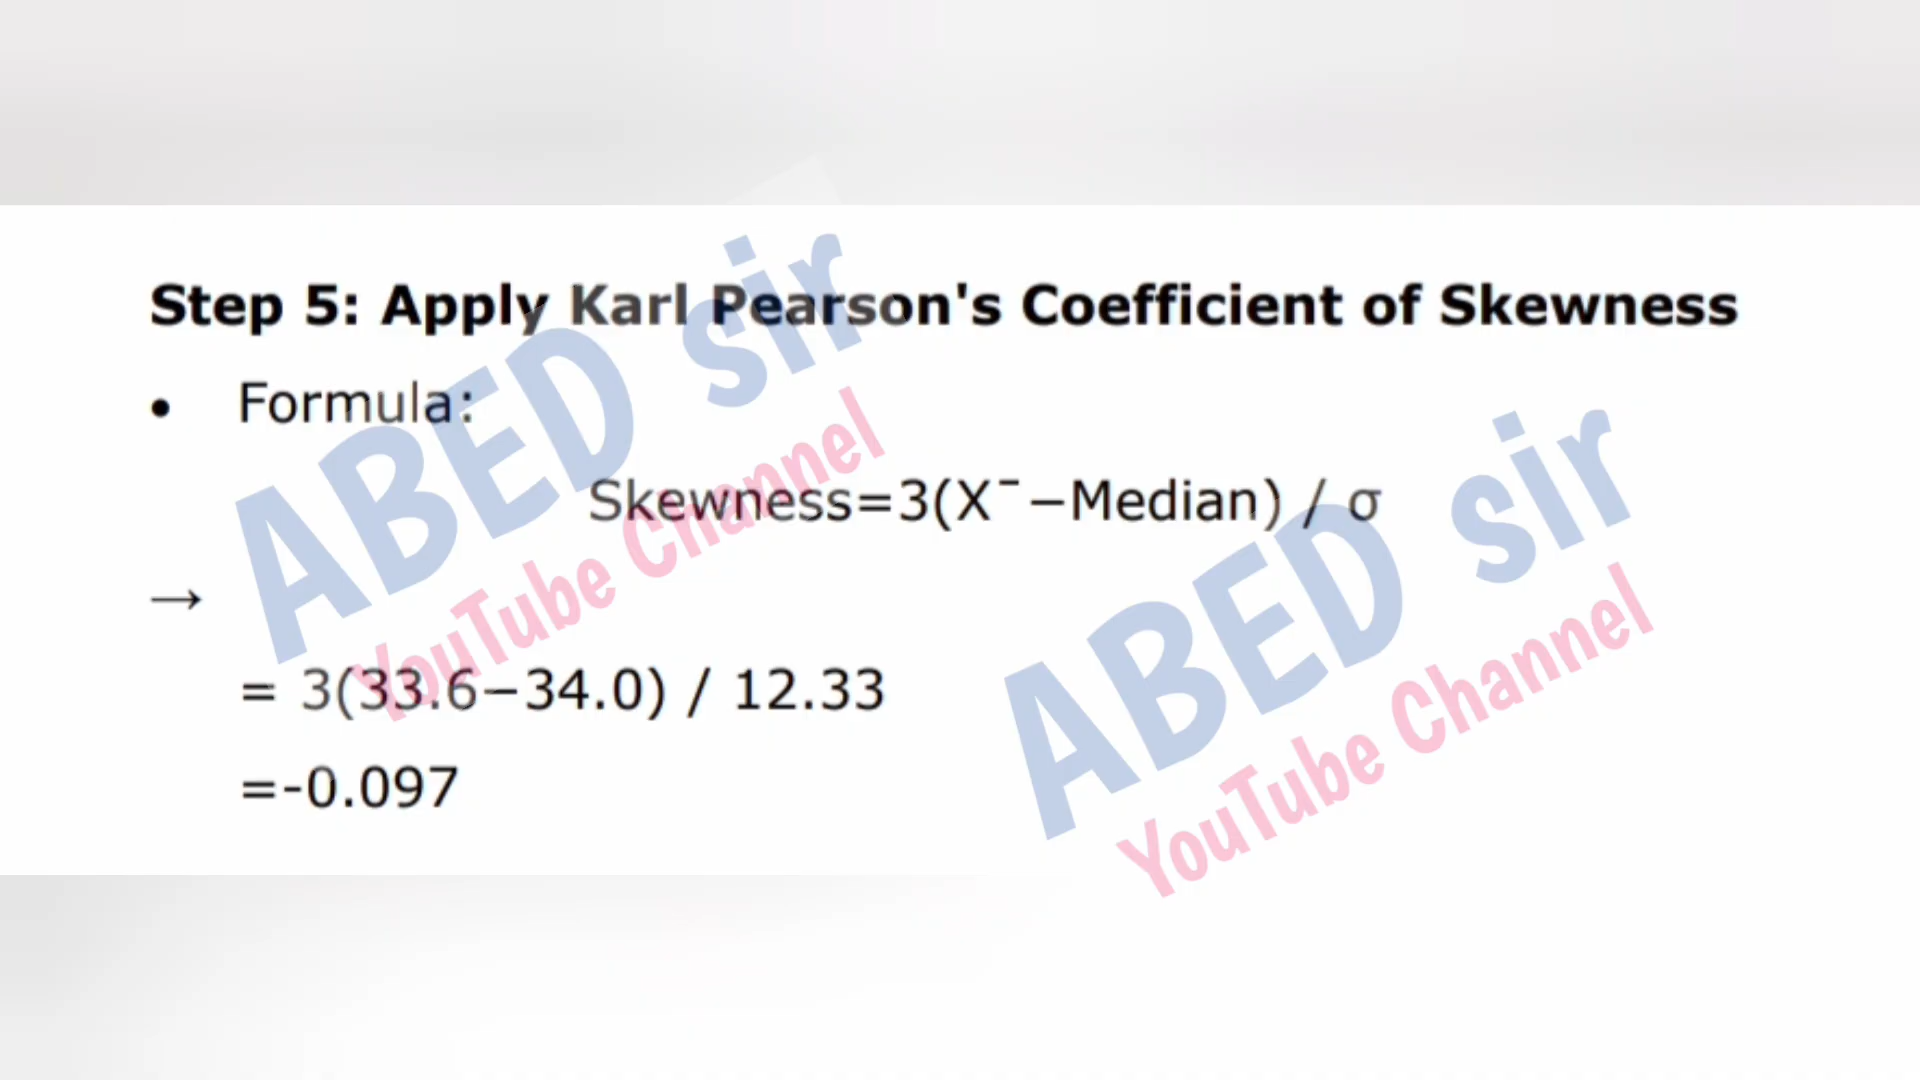 Step 5: Apply Karl Pearson's Coefficient of Skewness
• Formula:
Skewness=3(X¯−Median) / σ
→
= 3(33.6−34.0) / 12.33
=-0.097
ABED sir
YouTube Channel
ABED sir
YouTube Channel